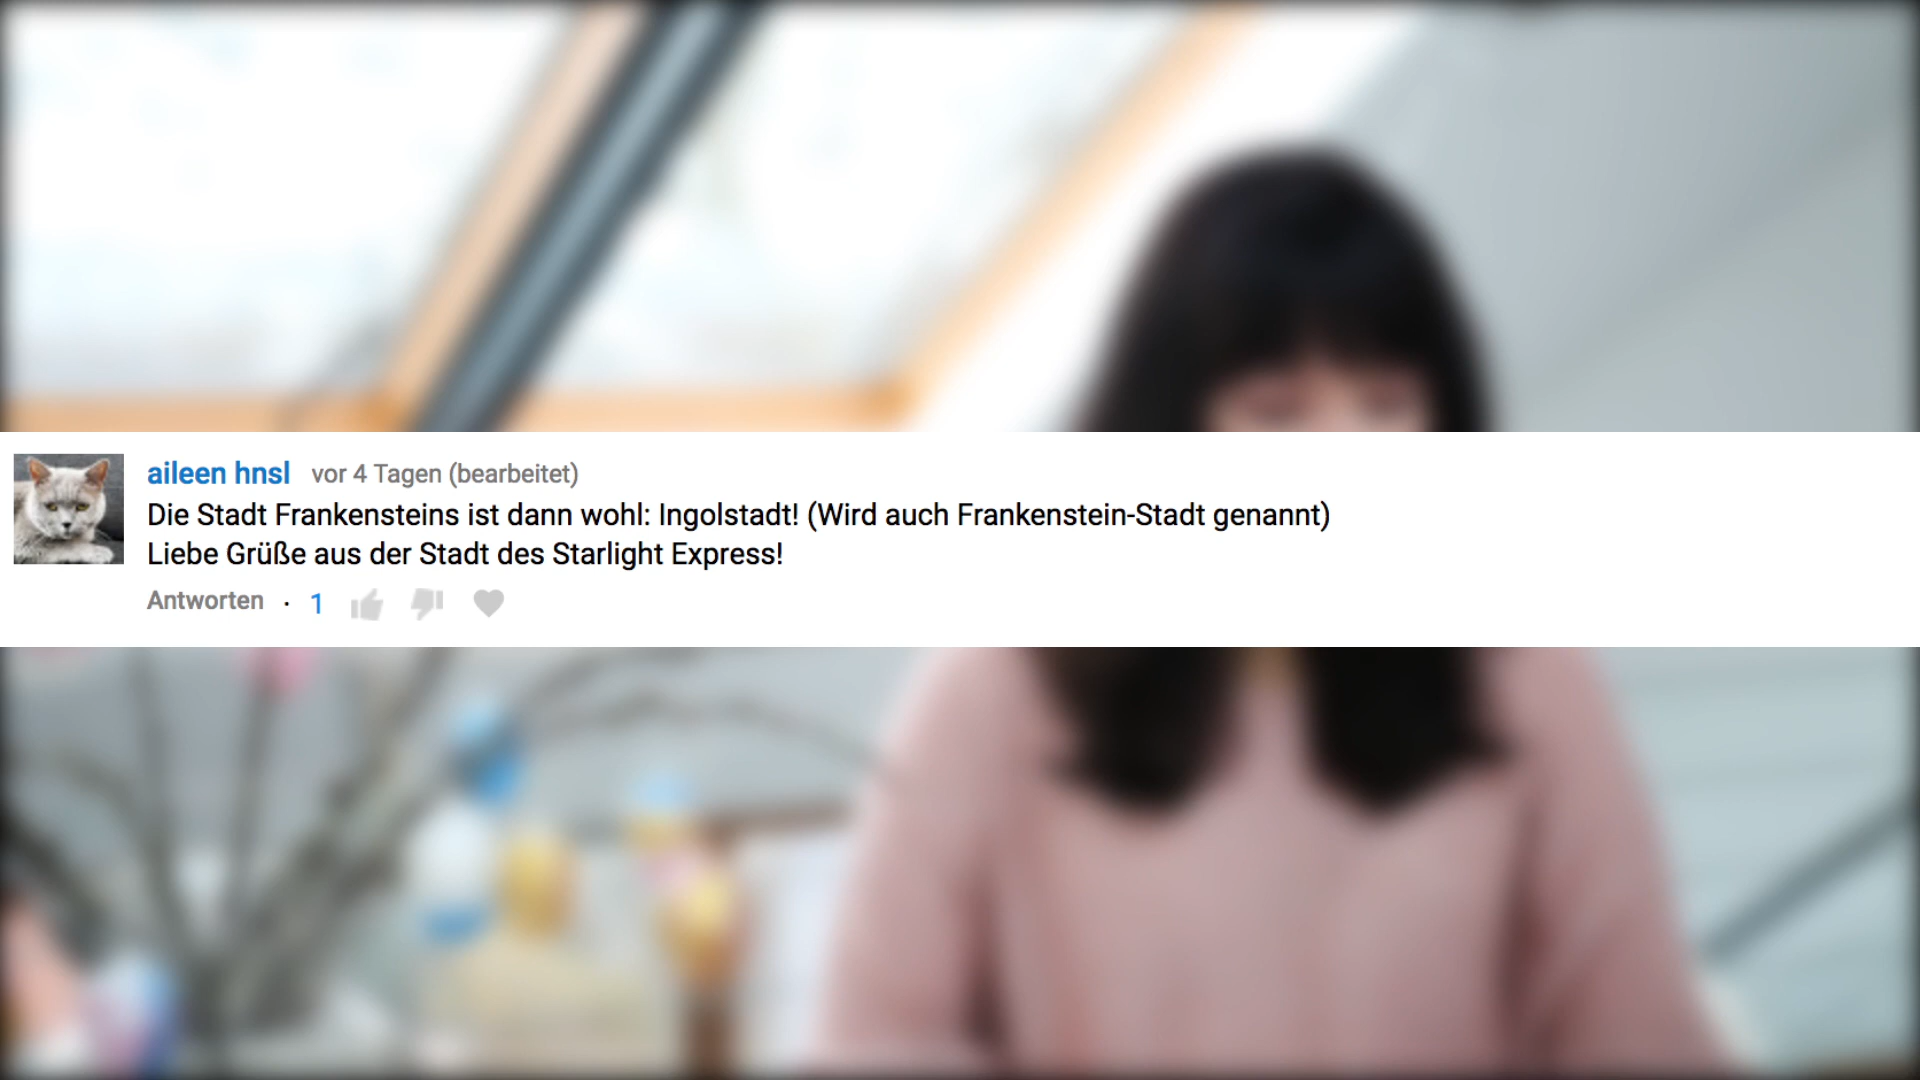 aileen hnsl vor 4 Tagen (bearbeitet)
Die Stadt Frankensteins ist dann wohl: Ingolstadt! (Wird auch Frankenstein-Stadt genannt)
Liebe Grüße aus der Stadt des Starlight Express!
Antworten · 1